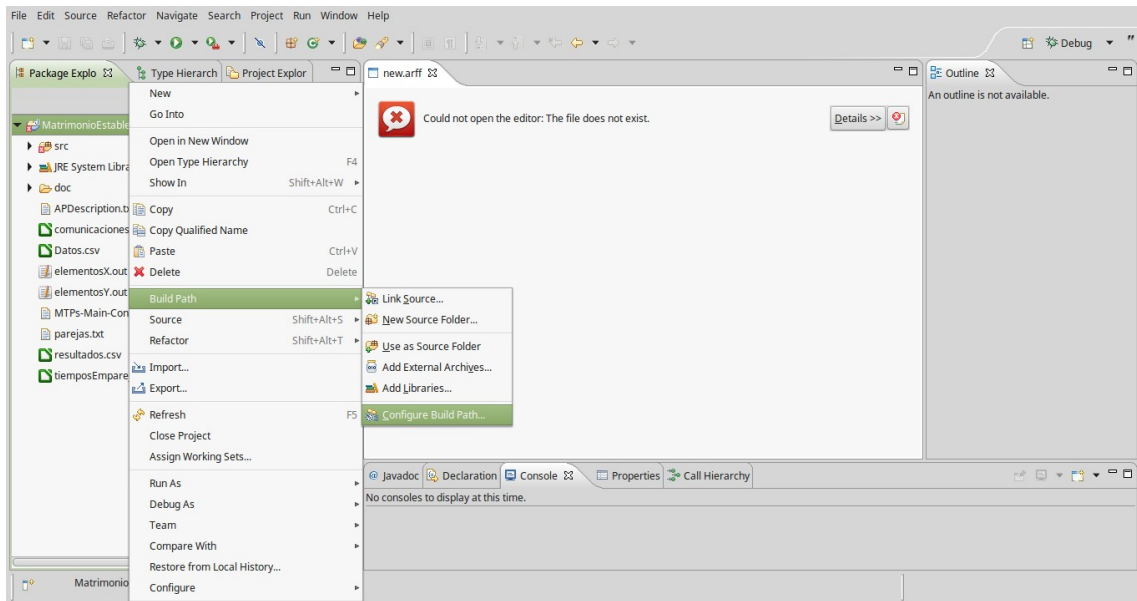 File Edit Source Refactor Navigate Search Project Run Window Help
Debug "
Package Explo Type Hierarch Project Explor
new.arff
Outline
An outline is not available.
Could not open the editor: The file does not exist.
Details >>
MatrimonioEstable
src
JRE System Libra
doc
APDescription.tx
comunicaciones
Datos.csv
elementosX.out
elementosY.out
MTPs-Main-Con
parejas.txt
resultados.csv
tiemposEmpare
New
Go Into
Open in New Window
Open Type Hierarchy F4
Show In Shift+Alt+W
Copy Ctrl+C
Copy Qualified Name
Paste Ctrl+V
Delete Delete
Build Path
Source Shift+Alt+S
Refactor Shift+Alt+T
Import...
Export...
Refresh F5
Close Project
Assign Working Sets...
Run As
Debug As
Team
Compare With
Restore from Local History...
Configure
Link Source...
New Source Folder...
Use as Source Folder
Add External Archives...
Add Libraries...
Configure Build Path...
@ Javadoc Declaration Console Properties Call Hierarchy
No consoles to display at this time.
Matrimonio